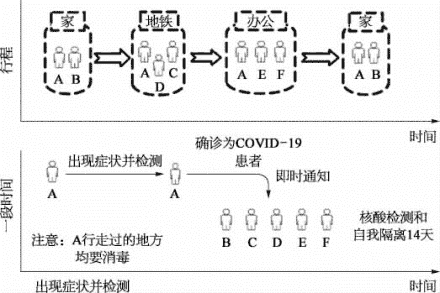 家 地铁 办公 家
A B A D C A E F A B
行程
时间
确诊为COVID-19
患者
出现症状并检测
即时通知
A A
B C D E F
核酸检测和
自我隔离14天
注意：A行走过的地方
均要消毒
一段时间
时间
出现症状并检测